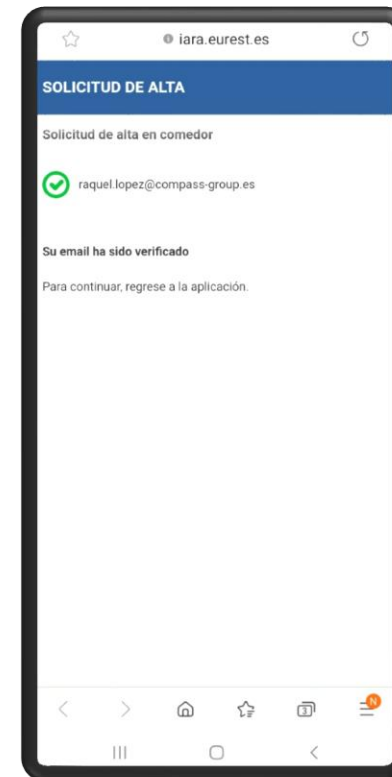 iara.eurest.es
SOLICITUD DE ALTA
Solicitud de alta en comedor
raquel.lopez@compass-group.es
Su email ha sido verificado
Para continuar, regrese a la aplicación.
3
N